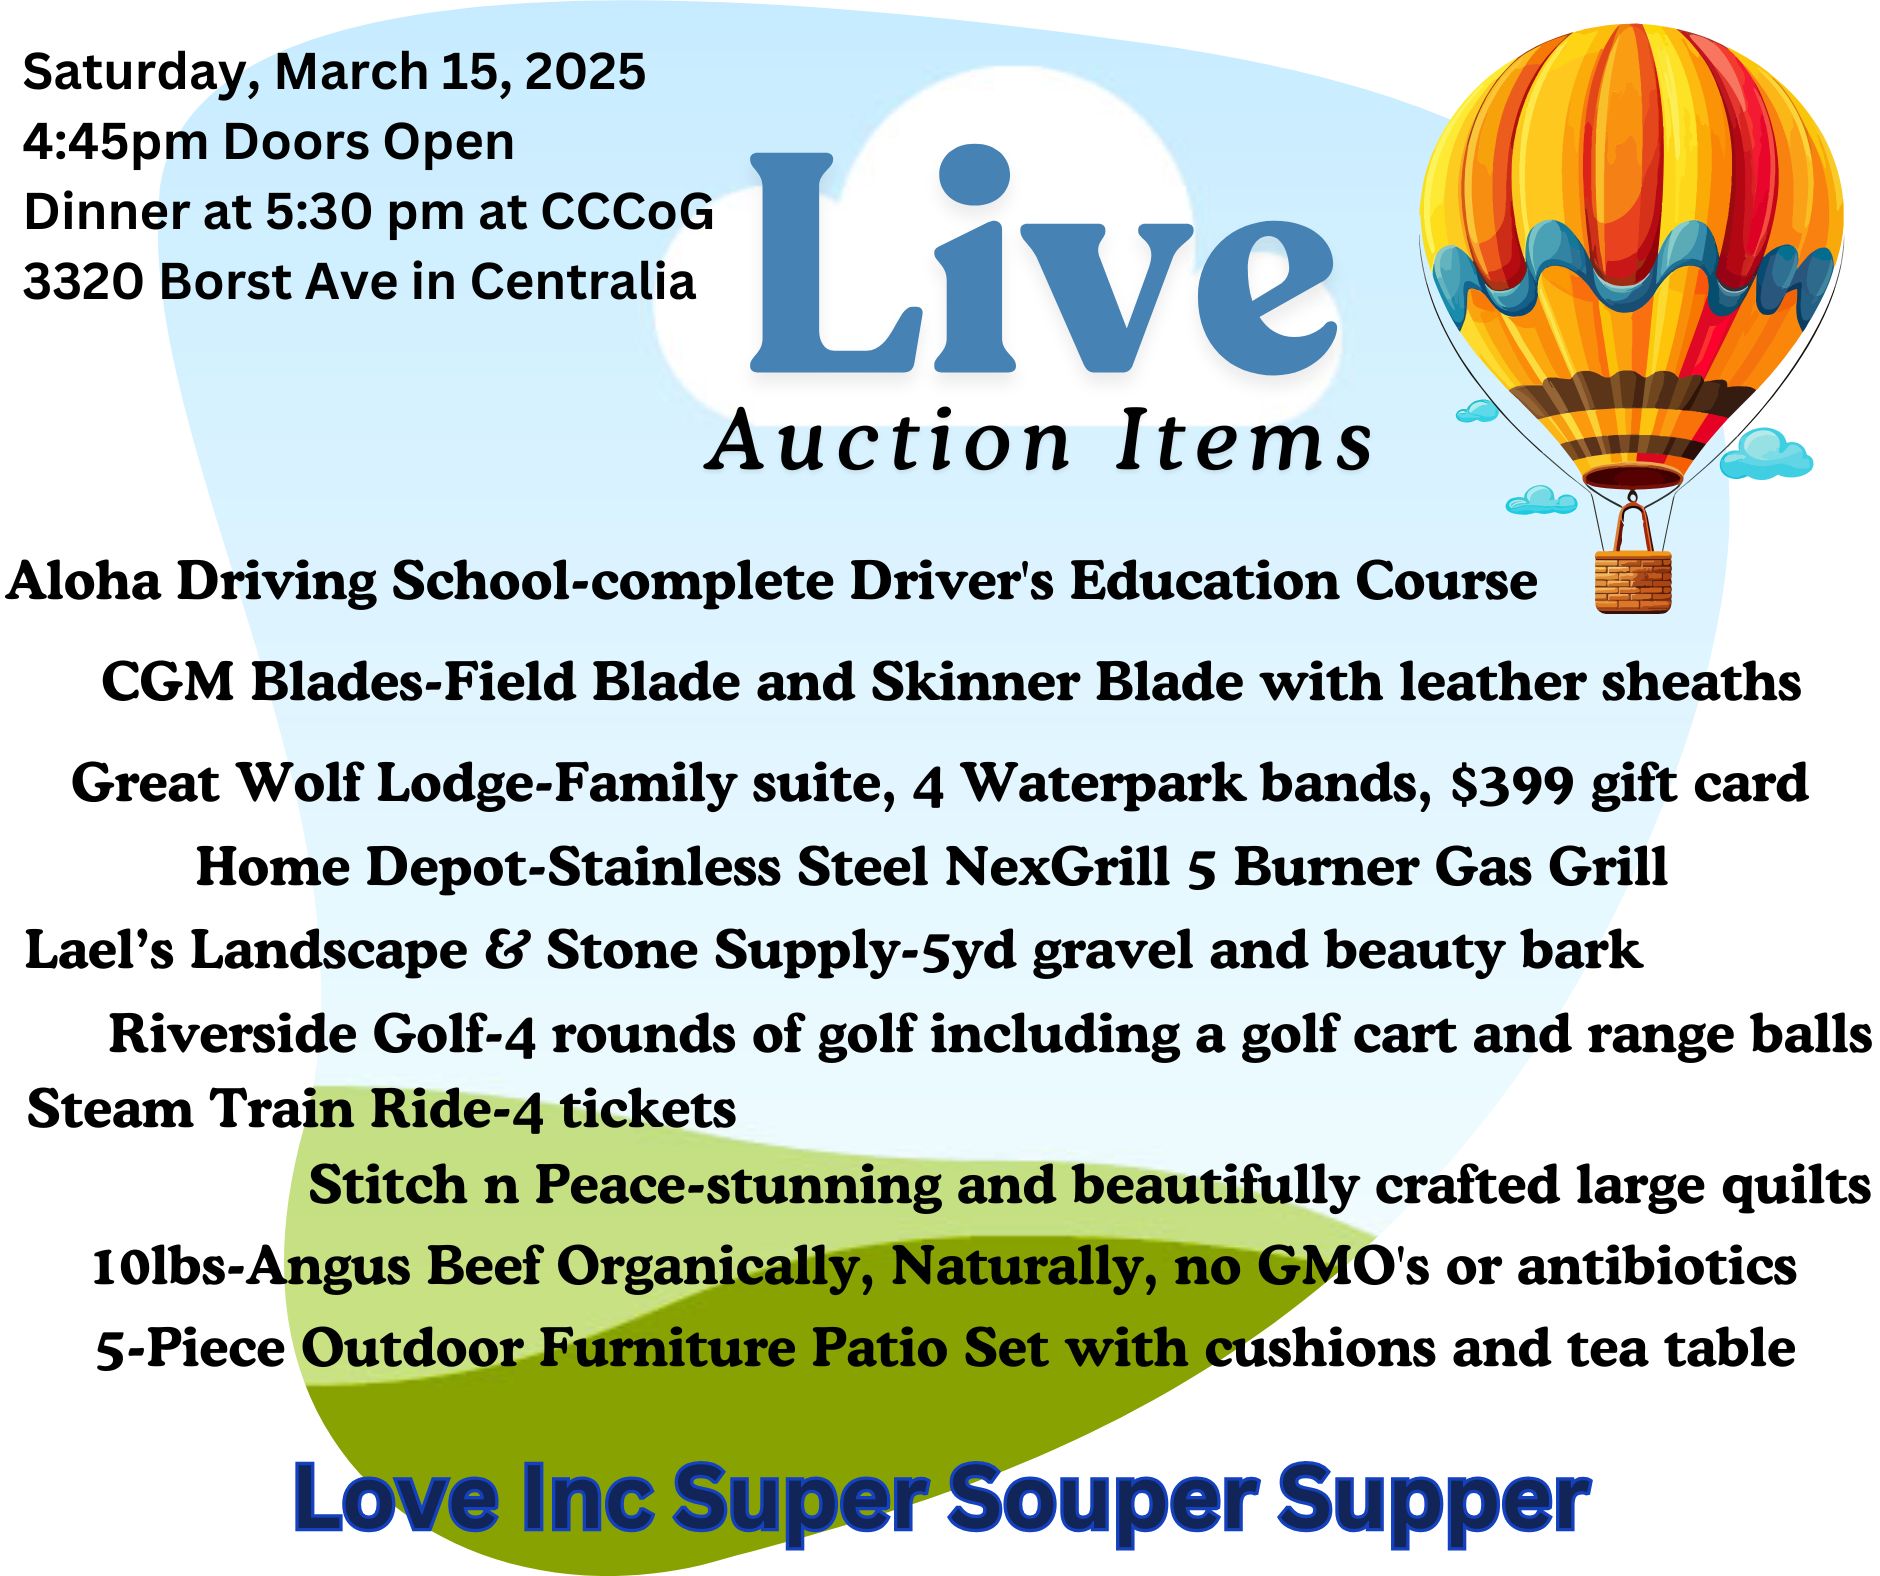 Saturday, March 15, 2025
4:45pm Doors Open
Dinner at 5:30 pm at CCCoG
3320 Borst Ave in Centralia
Live
Auction Items
Aloha Driving School-complete Driver's Education Course
CGM Blades-Field Blade and Skinner Blade with leather sheaths
Great Wolf Lodge-Family suite, 4 Waterpark bands, $399 gift card
Home Depot-Stainless Steel NexGrill 5 Burner Gas Grill
Lael’s Landscape & Stone Supply-5yd gravel and beauty bark
Riverside Golf-4 rounds of golf including a golf cart and range balls
Steam Train Ride-4 tickets
Stitch n Peace-stunning and beautifully crafted large quilts
10lbs-Angus Beef Organically, Naturally, no GMO's or antibiotics
5-Piece Outdoor Furniture Patio Set with cushions and tea table
Love Inc Super Souper Supper